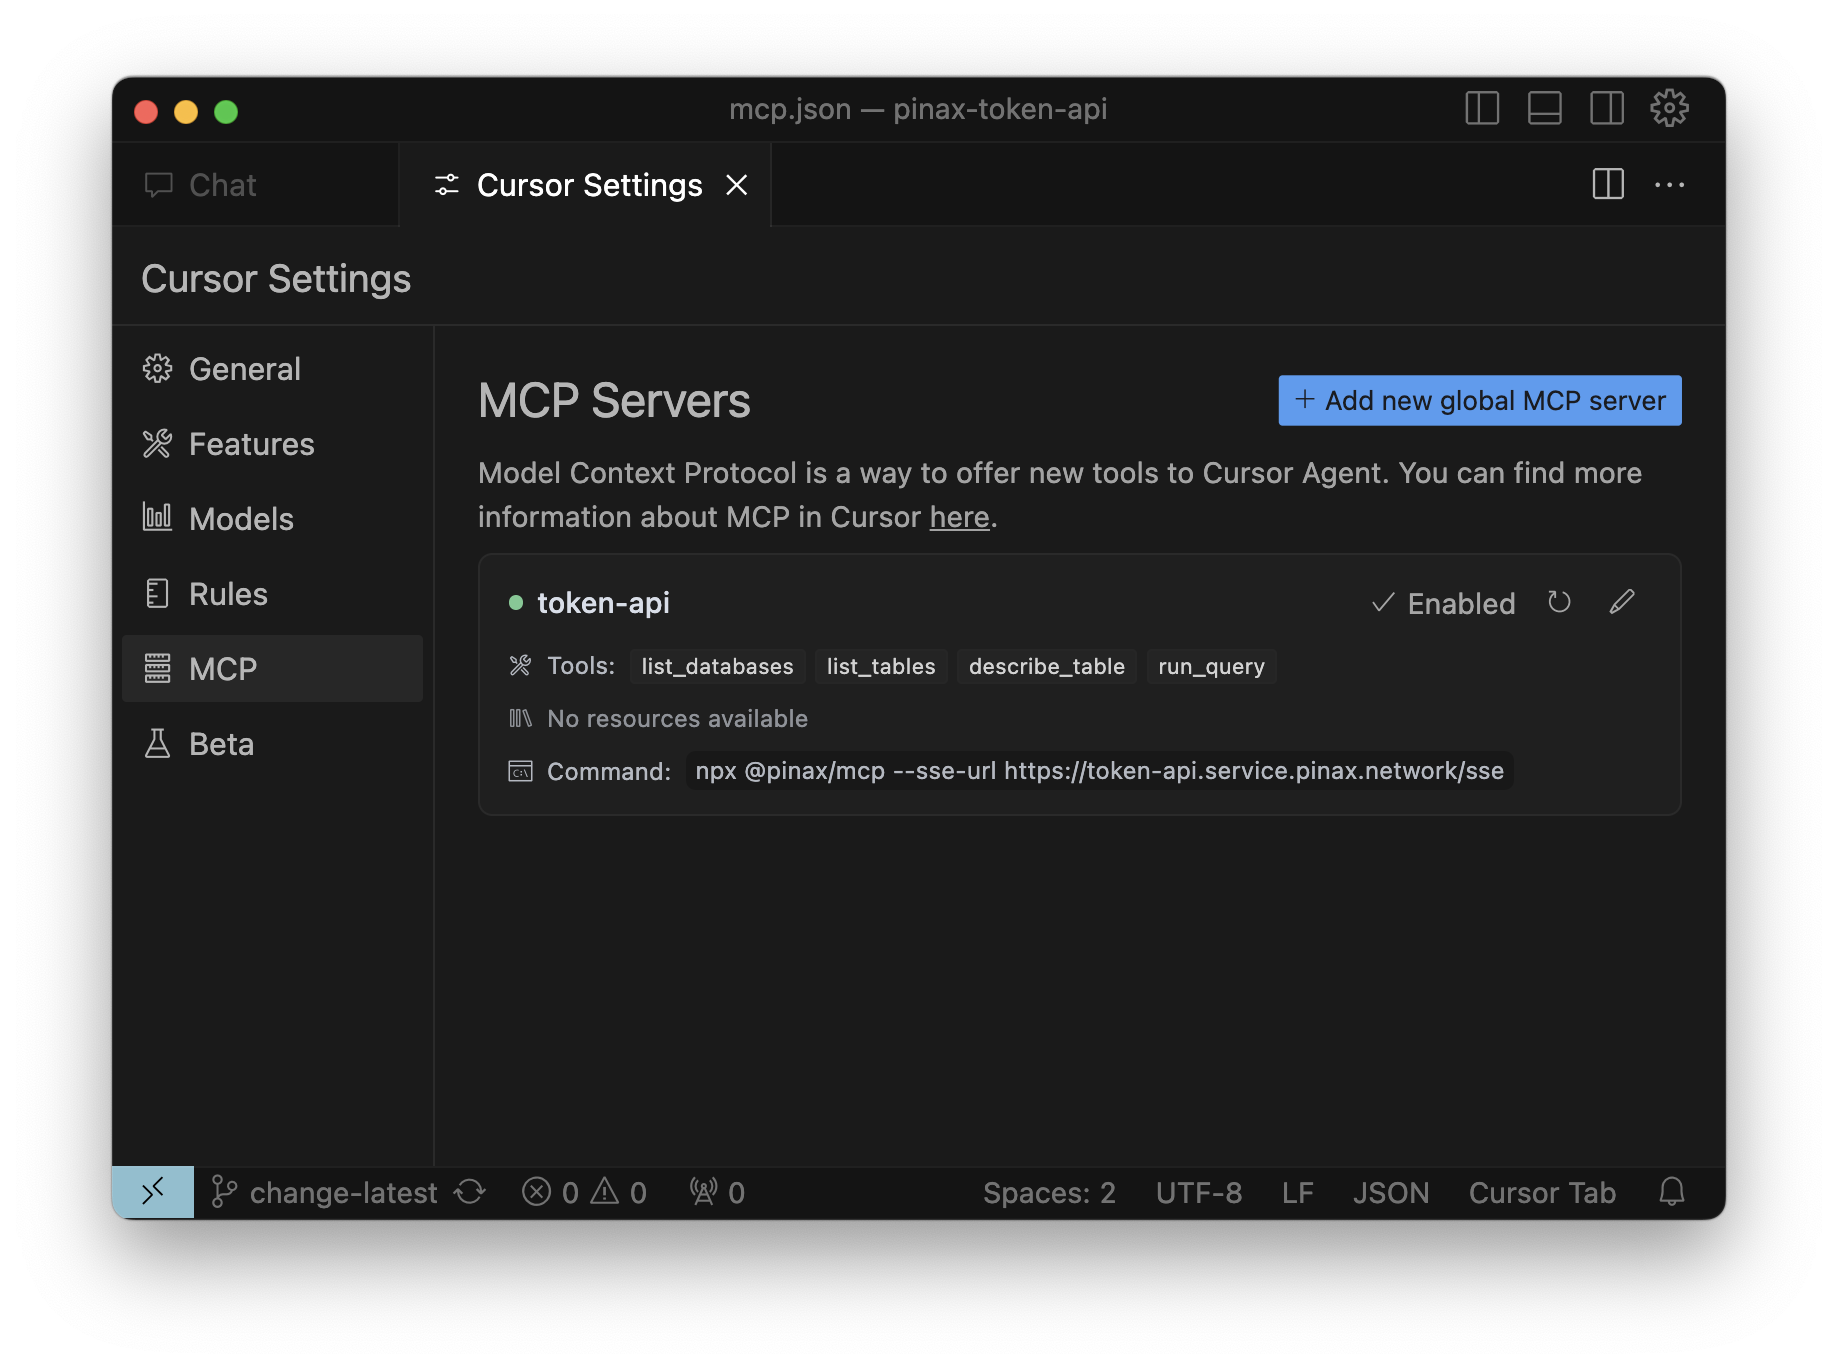 mcp.json — pinax-token-api
Chat
Cursor Settings
Cursor Settings
General
Features
Models
Rules
MCP
Beta
MCP Servers
+ Add new global MCP server
Model Context Protocol is a way to offer new tools to Cursor Agent. You can find more
information about MCP in Cursor here.
token-api
Enabled
Tools: list_databases list_tables describe_table run_query
No resources available
C:\ Command: npx @pinax/mcp --sse-url https://token-api.service.pinax.network/sse
change-latest 0 0 0 Spaces: 2 UTF-8 LF JSON Cursor Tab